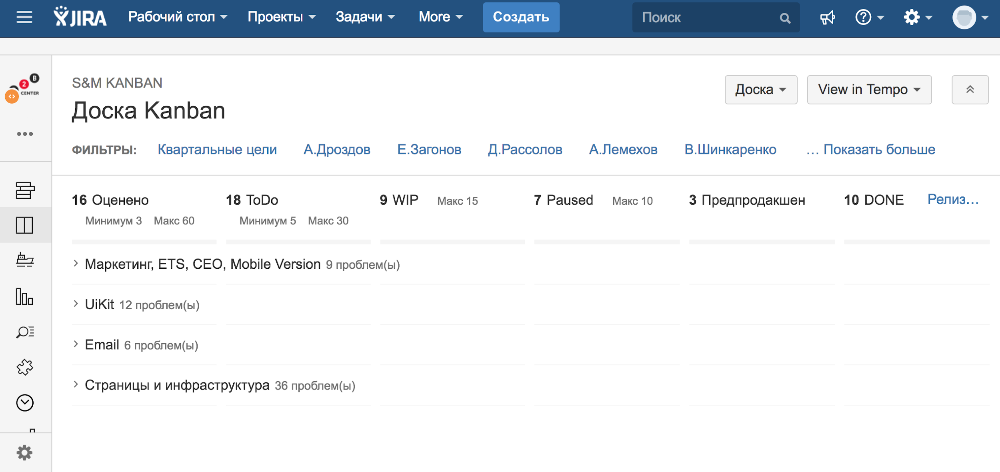 JIRA Рабочий стол Проекты Задачи More Создать Поиск
B
2
CENTER
S&M KANBAN
Доска View in Tempo
Доска Kanban
ФИЛЬТРЫ: Квартальные цели А.Дроздов Е.Загонов Д.Рассолов А.Лемехов В.Шинкаренко ... Показать больше
16 Оценено 18 ToDo 9 WIP Макс 15 7 Paused Макс 10 3 Предпродакшен 10 DONE Релиз...
Минимум 3 Макс 60 Минимум 5 Макс 30
Маркетинг, ETS, CEO, Mobile Version 9 проблем(ы)
UiKit 12 проблем(ы)
Email 6 проблем(ы)
Страницы и инфраструктура 36 проблем(ы)